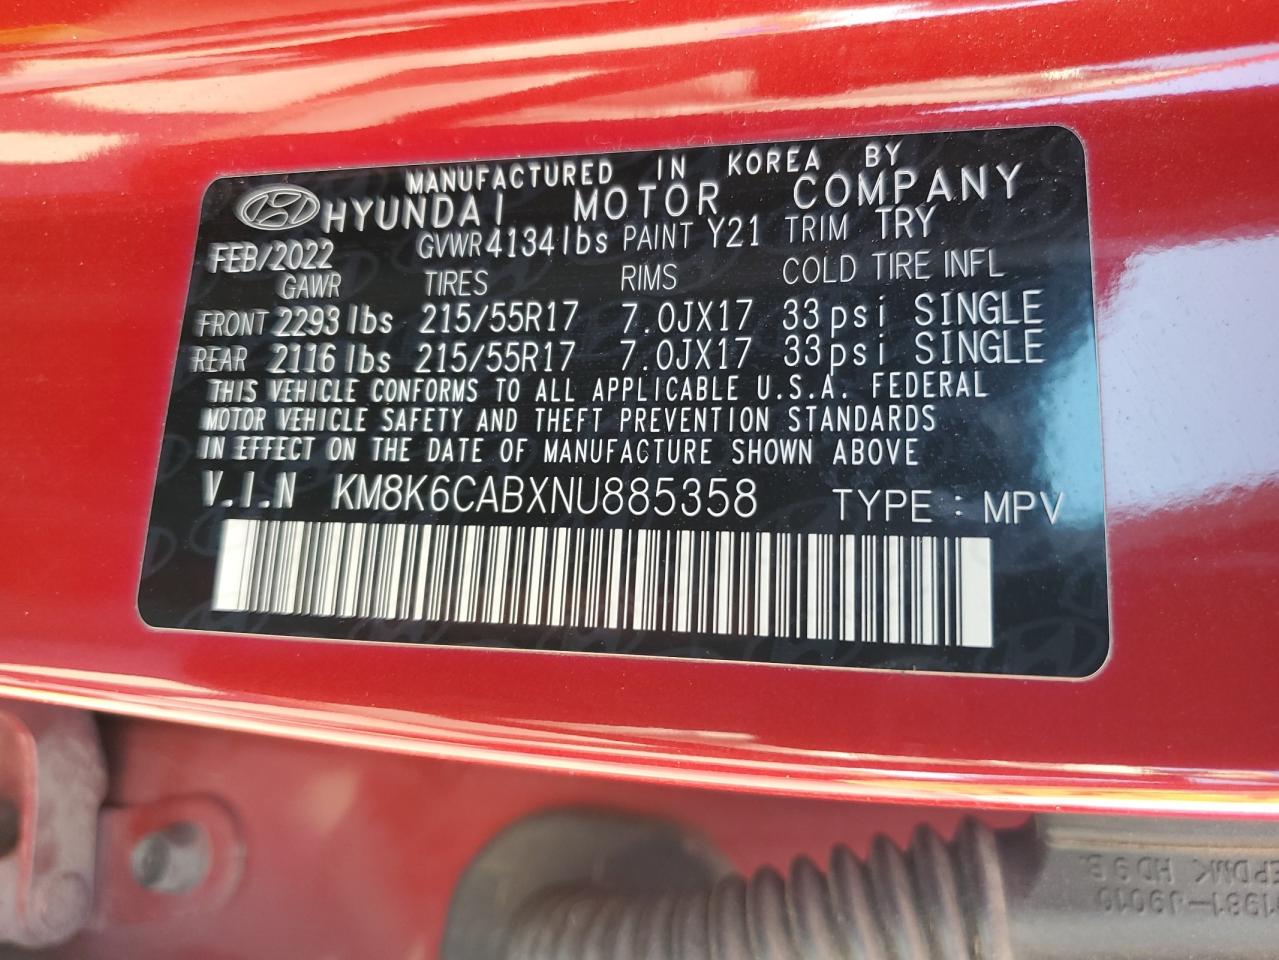 MANUFACTURED IN KOREA BY
HYUNDAI MOTOR COMPANY
FEB/2022 GVWR 4134lbs PAINT Y21 TRIM TRY
GAWR TIRES RIMS COLD TIRE INFL
FRONT 2293 lbs 215/55R17 7.0JX17 33psi SINGLE
REAR 2116 lbs 215/55R17 7.0JX17 33psi SINGLE
THIS VEHICLE CONFORMS TO ALL APPLICABLE U.S.A. FEDERAL
MOTOR VEHICLE SAFETY AND THEFT PREVENTION STANDARDS
IN EFFECT ON THE DATE OF MANUFACTURE SHOWN ABOVE
V.I.N KM8K6CABXNU885358 TYPE : MPV
HD 9 B.